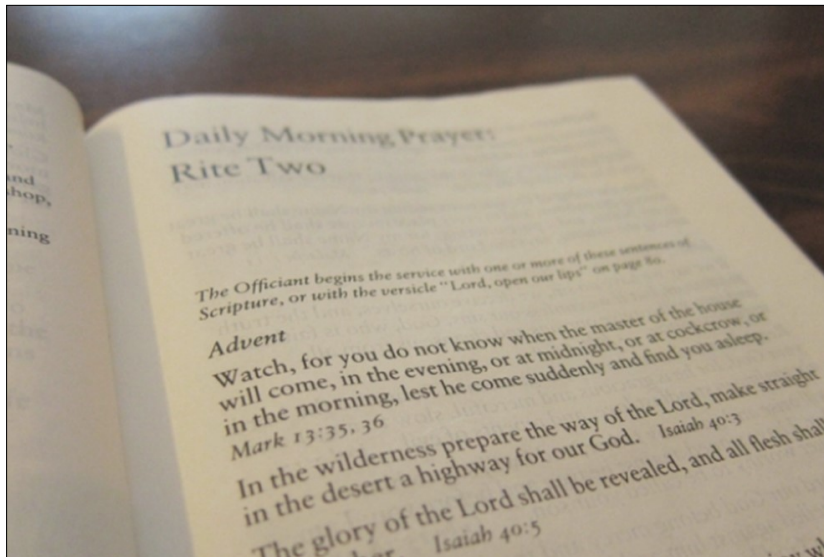 and
hop,
ning
Daily Morning Prayer:
Rite Two
The Officiant begins the service with one or more of these sentences of
Scripture, or with the versicle "Lord, open our lips" on page 80.
Advent
Watch, for you do not know when the master of the house
will come, in the evening, or at midnight, or at cockcrow, or
in the morning, lest he come suddenly and find you asleep.
Mark 13:35, 36
In the wilderness prepare the way of the Lord, make straight
in the desert a highway for our God. Isaiah 40:3
The glory of the Lord shall be revealed, and all flesh shall
Isaiah 40:5